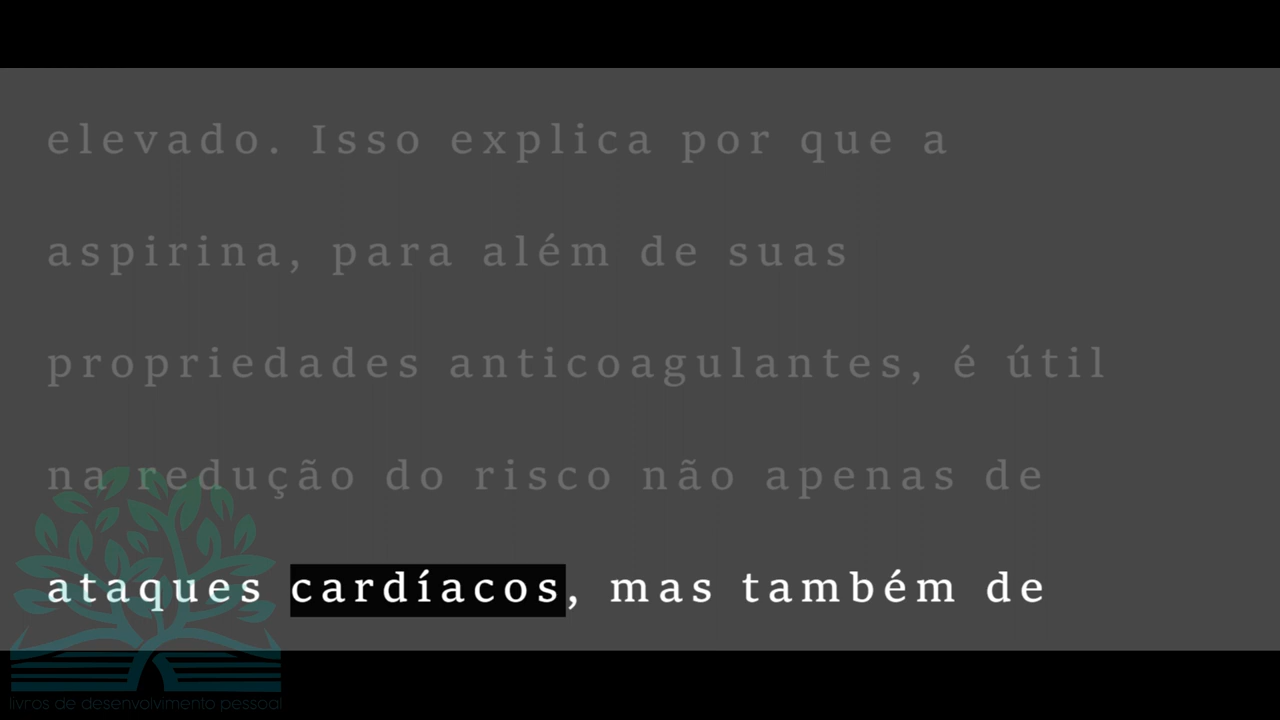 elevado. Isso explica por que a
aspirina, para além de suas
propriedades anticoagulantes, é útil
na redução do risco não apenas de
ataques cardíacos, mas também de
livros de desenvolvimento pessoal